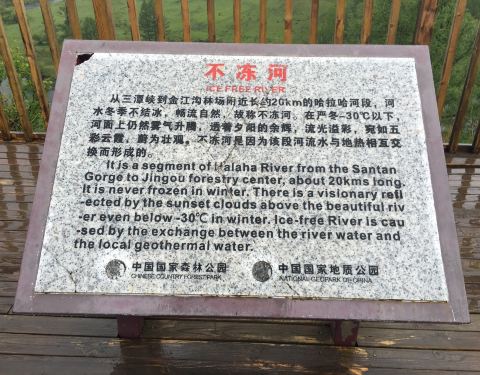 不冻河
ICE FREE RIVER
从三潭峡到金江沟林场附近长约20km的哈拉哈河段，河
水冬季不结冰，畅流自然，故称不冻河。在严冬-30℃以下，
河面上仍然雾气升腾，透着夕阳的余辉，流光溢彩，宛如五
彩云霞，蔚为壮观。不冻河是因为该段河流水与地热相互交
换而形成的。
It is a segment of Halaha River from the Santan
Gorge to Jingou forestry center, about 20kms long.
It is never frozen in winter. There is a visionary refl
-ected by the sunset clouds above the beautiful riv
-er even below -30℃ in winter. Ice-free River is cau
-sed by the exchange between the river water and
the local geothermal water.
中国国家森林公园
CHINESE COUNTRY FOREST PARK
中国国家地质公园
NATIONAL GEOPARK OF CHINA